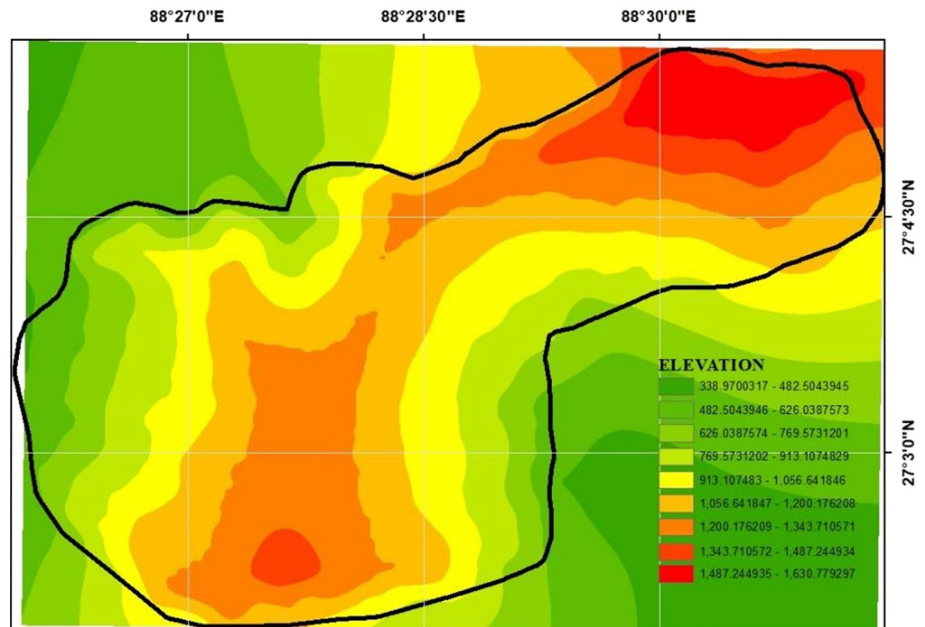 88°27'0"E 88°28'30"E 88°30'0"E
27°4'30"N
ELEVATION
338.9700317 - 482.5043945
482.5043946 - 626.0387573
626.0387574 - 769.5731201
769.5731202 - 913.1074829
27°3'0"N
913.107483 - 1,056.641846
1,056.641847 - 1,200.176208
1,200.176209 - 1,343.710571
1,343.710572 - 1,487.244934
1,487.244935 - 1,630.779297